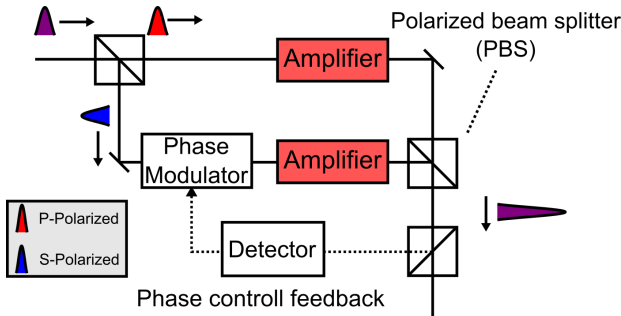 Polarized beam splitter
(PBS)
Amplifier
Phase
Modulator
Amplifier
P-Polarized
S-Polarized
Detector
Phase controll feedback